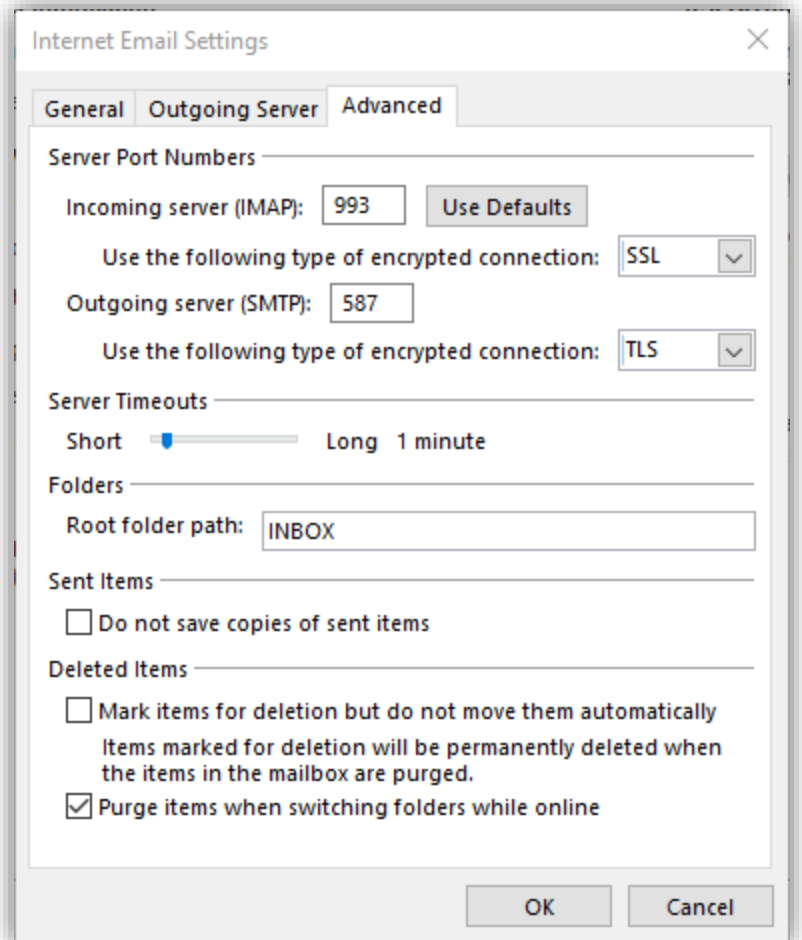 Internet Email Settings
General Outgoing Server Advanced
Server Port Numbers
Incoming server (IMAP): 993 Use Defaults
Use the following type of encrypted connection: SSL
Outgoing server (SMTP): 587
Use the following type of encrypted connection: TLS
Server Timeouts
Short Long 1 minute
Folders
Root folder path: INBOX
Sent Items
Do not save copies of sent items
Deleted Items
Mark items for deletion but do not move them automatically
Items marked for deletion will be permanently deleted when
the items in the mailbox are purged.
Purge items when switching folders while online
OK Cancel